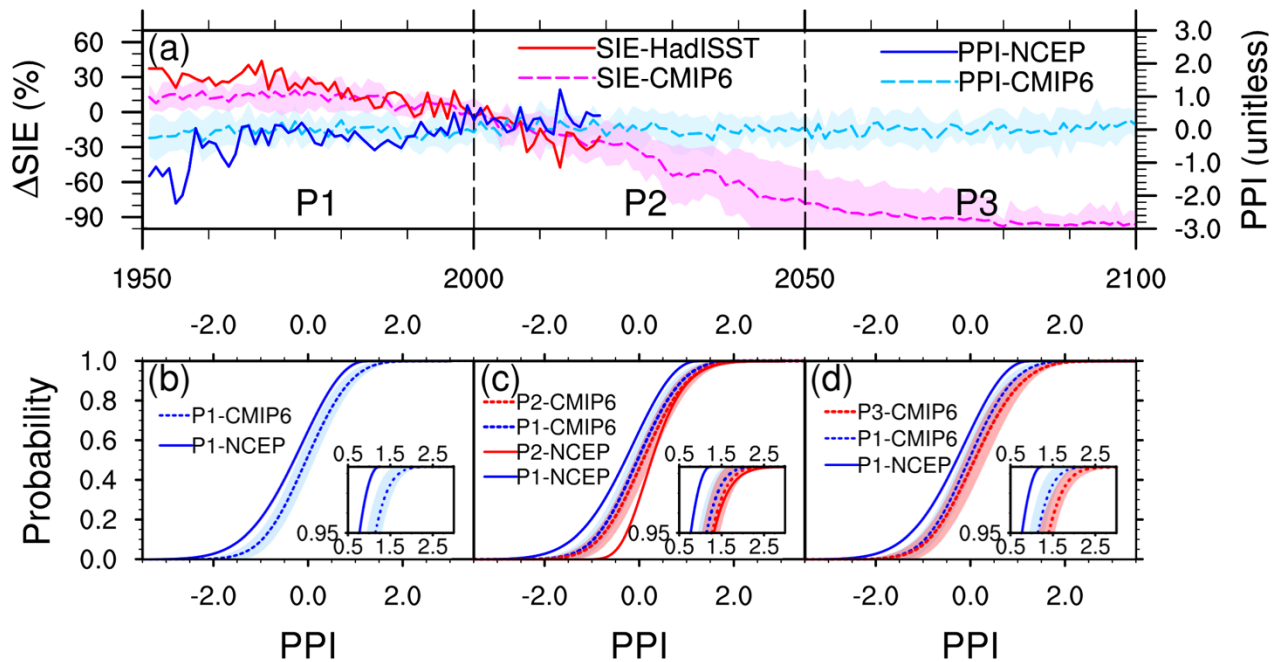 (a)
SIE-HadISST
SIE-CMIP6
PPI-NCEP
PPI-CMIP6
60
30
0
-30
-60
-90
ΔSIE (%)
3.0
2.0
1.0
0.0
-1.0
-2.0
-3.0
PPI (unitless)
P1
P2
P3
1950
2000
2050
2100
-2.0 0.0 2.0
-2.0 0.0 2.0
-2.0 0.0 2.0
Probability
1.0
0.8
0.6
0.4
0.2
0.0
(b)
P1-CMIP6
P1-NCEP
0.5 1.5 2.5
0.95
0.5 1.5 2.5
-2.0 0.0 2.0
PPI
(c)
P2-CMIP6
P1-CMIP6
P2-NCEP
P1-NCEP
0.5 1.5 2.5
0.95
0.5 1.5 2.5
-2.0 0.0 2.0
PPI
(d)
P3-CMIP6
P1-CMIP6
P1-NCEP
0.5 1.5 2.5
0.95
0.5 1.5 2.5
-2.0 0.0 2.0
PPI